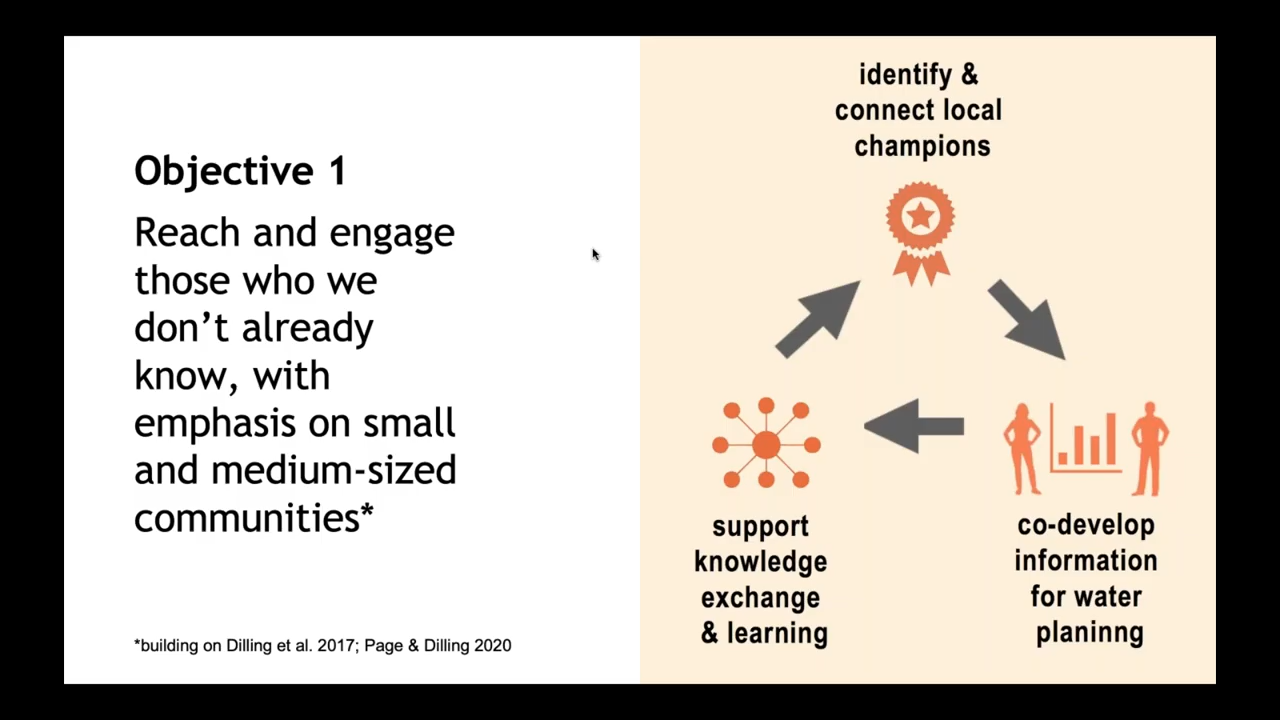 Objective 1
Reach and engage
those who we
don’t already
know, with
emphasis on small
and medium-sized
communities*
*building on Dilling et al. 2017; Page & Dilling 2020
identify &
connect local
champions
co-develop
information
for water
planinng
support
knowledge
exchange
& learning